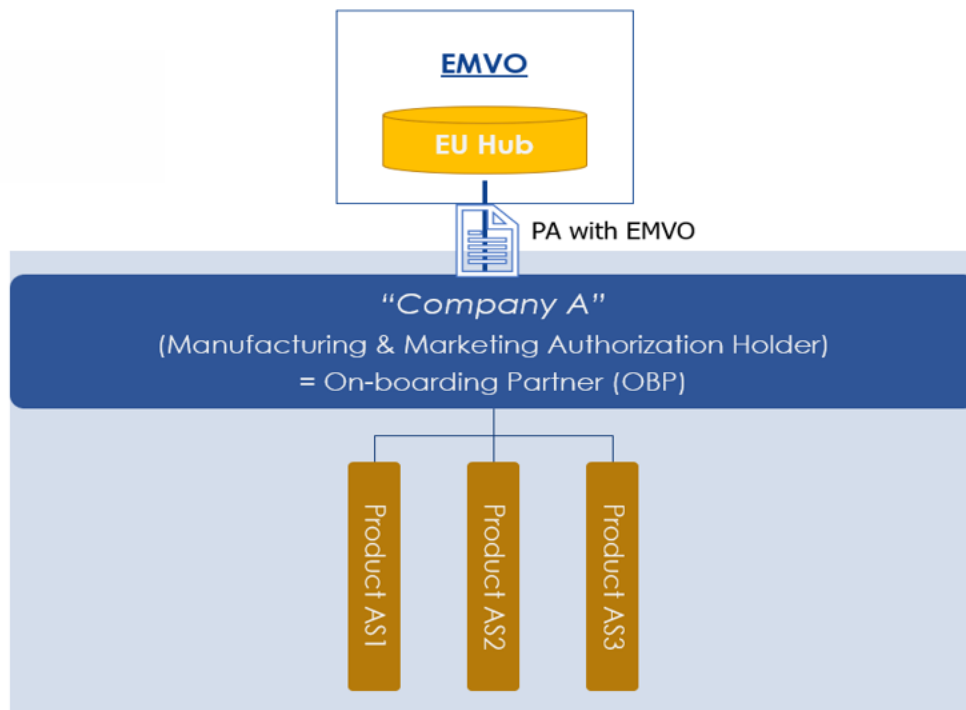 EMVO
EU Hub
PA with EMVO
“Company A”
(Manufacturing & Marketing Authorization Holder)
= On-boarding Partner (OBP)
Product AS1
Product AS2
Product AS3